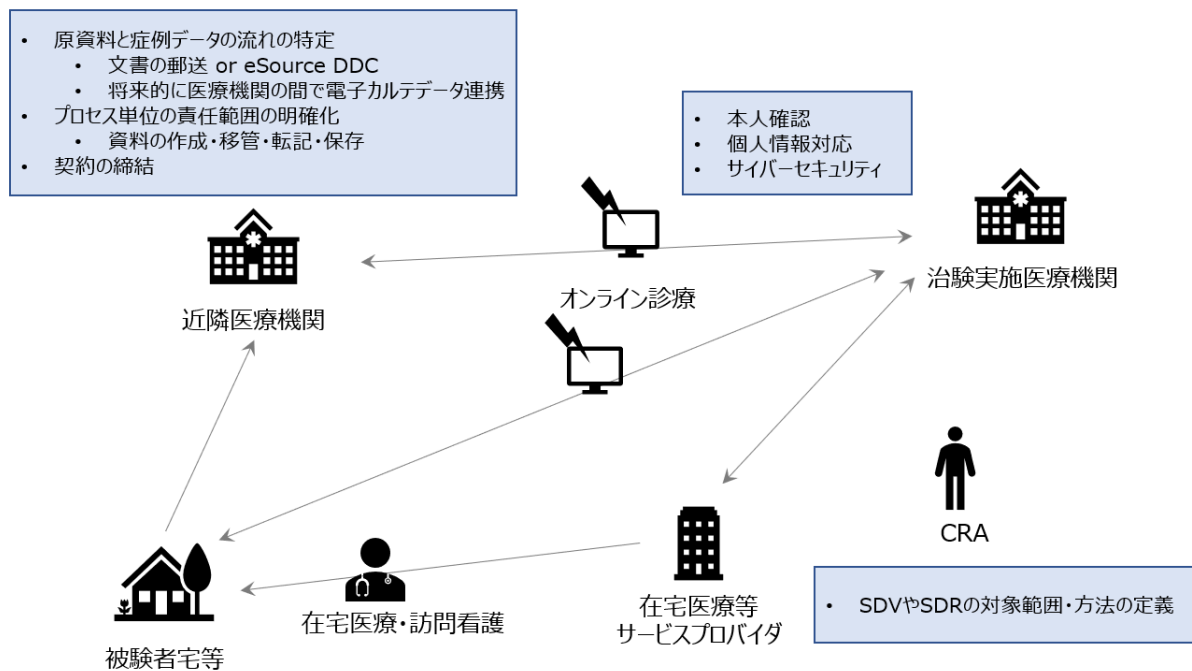 • 原資料と症例データの流れの特定
• 文書の郵送 or eSource DDC
• 将来的に医療機関の間で電子カルテデータ連携
• プロセス単位の責任範囲の明確化
• 資料の作成・移管・転記・保存
• 契約の締結
• 本人確認
• 個人情報対応
• サイバーセキュリティ
近隣医療機関
オンライン診療
治験実施医療機関
CRA
被験者宅等
在宅医療・訪問看護
在宅医療等
サービスプロバイダ
• SDVやSDRの対象範囲・方法の定義